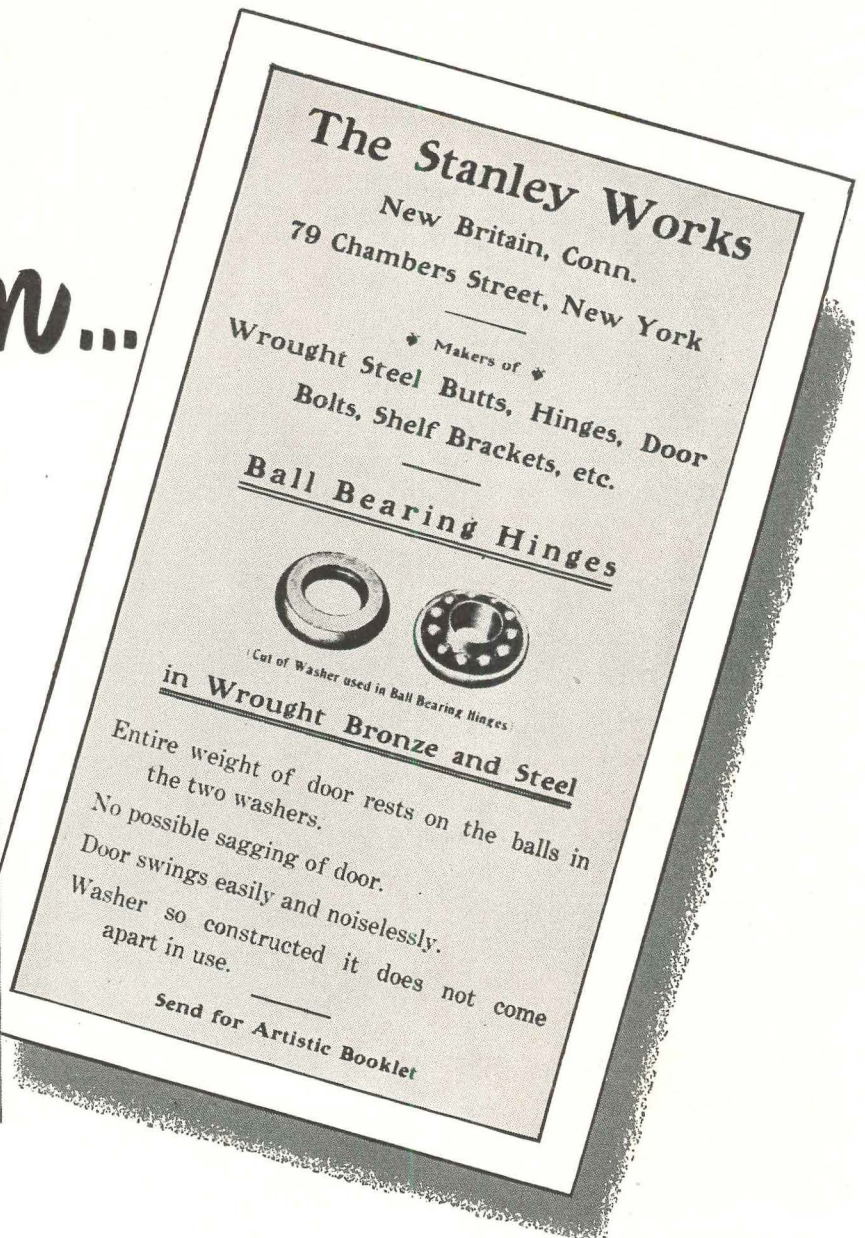 The Stanley Works
New Britain, Conn.
79 Chambers Street, New York
Makers of
Wrought Steel Butts, Hinges, Door
Bolts, Shelf Brackets, etc.
Ball Bearing Hinges
(Cut of Washer used in Ball Bearing Hinges)
in Wrought Bronze and Steel
Entire weight of door rests on the balls in
the two washers.
No possible sagging of door.
Door swings easily and noiselessly.
Washer so constructed it does not come
apart in use.
Send for Artistic Booklet